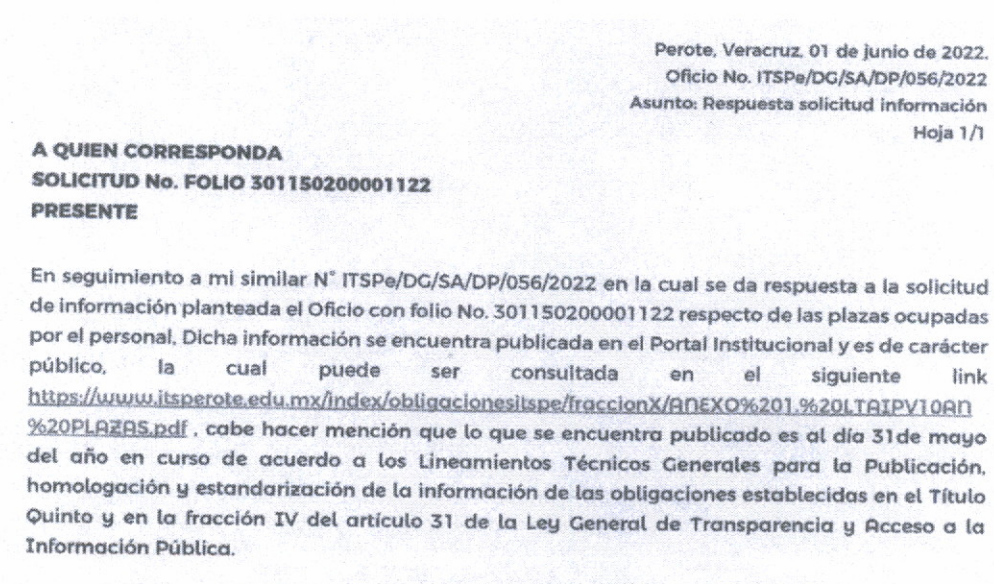 Perote, Veracruz, 01 de junio de 2022.
Oficio No. ITSPe/DG/SA/DP/056/2022
Asunto: Respuesta solicitud información
Hoja 1/1
A QUIEN CORRESPONDA
SOLICITUD No. FOLIO 301150200001122
PRESENTE
En seguimiento a mi similar N° ITSPe/DG/SA/DP/056/2022 en la cual se da respuesta a la solicitud
de información planteada el Oficio con folio No. 301150200001122 respecto de las plazas ocupadas
por el personal, Dicha información se encuentra publicada en el Portal Institucional y es de carácter
público, la cual puede ser consultada en el siguiente link
https://www.itsperote.edu.mx/index/obligacionesitspe/fraccionX/ANEXO%201.%20LTAIPV10AN
%20PLAZAS.pdf , cabe hacer mención que lo que se encuentra publicado es al día 31de mayo
del año en curso de acuerdo a los Lineamientos Técnicos Generales para la Publicación,
homologación y estandarización de la información de las obligaciones establecidas en el Título
Quinto y en la fracción IV del artículo 31 de la Ley General de Transparencia y Acceso a la
Información Pública.